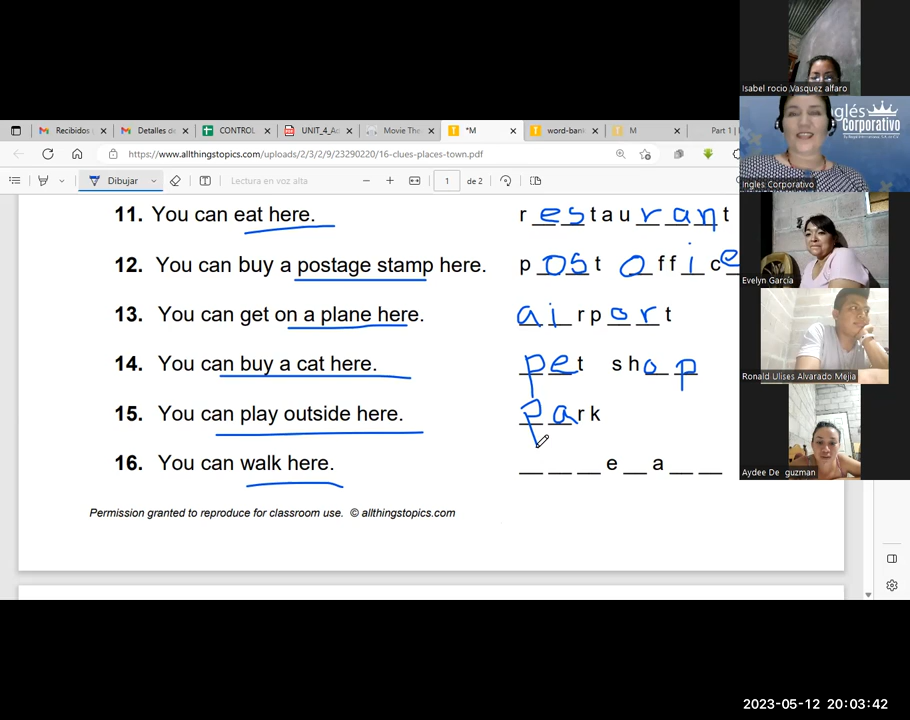 Isabel rocio Vasquez alfaro
Inglés Corporativo
Recibidos
Detalles de
CONTROL
UNIT_4_A
Movie The
*M
word-ban
M
Part 1
https://www.allthingstopics.com/uploads/2/3/2/9/23290220/16-clues-places-town.pdf
Ingles Corporativo
Dibujar
Lectura en voz alta
1 de 2
11. You can eat here. restaurant
12. You can buy a postage stamp here. post office
13. You can get on a plane here. airport
14. You can buy a cat here. pet shop
15. You can play outside here. park
16. You can walk here. _ _ _ e _ a _ _
Evelyn García
Ronald Ulises Alvarado Mejia
Aydee De guzman
Permission granted to reproduce for classroom use. © allthingstopics.com
2023-05-12 20:03:42